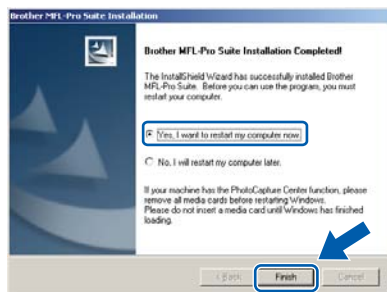 Brother MFL-Pro Suite Installation
Brother MFL-Pro Suite Installation Completed!
The InstallShield Wizard has successfully installed Brother
MFL-Pro Suite. Before you can use the program, you must
restart your computer.
Yes, I want to restart my computer now.
No, I will restart my computer later.
If your machine has the PhotoCapture Center function, please
remove all media cards before restarting Windows.
Please do not insert a media card until Windows has finished
loading.
< Back Finish Cancel